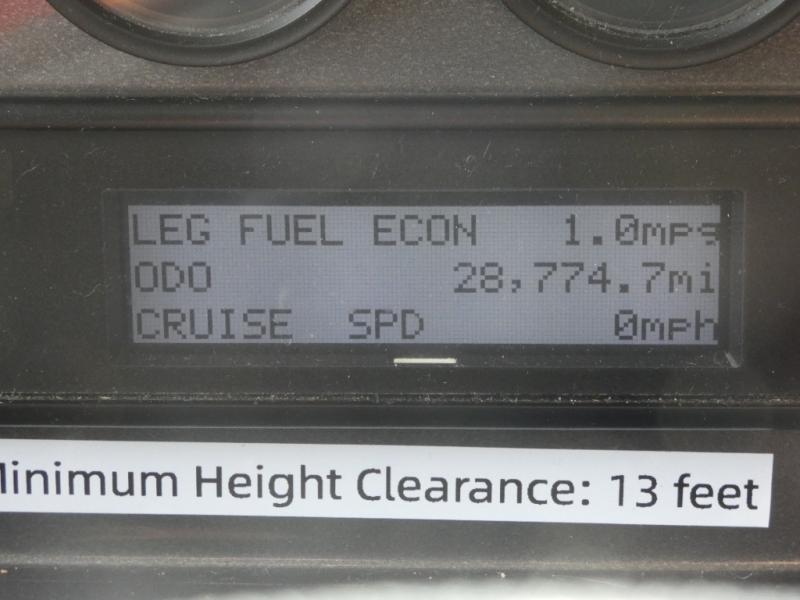 LEG FUEL ECON 1.0mpg
ODO 28,774.7mi
CRUISE SPD 0mph
Minimum Height Clearance: 13 feet